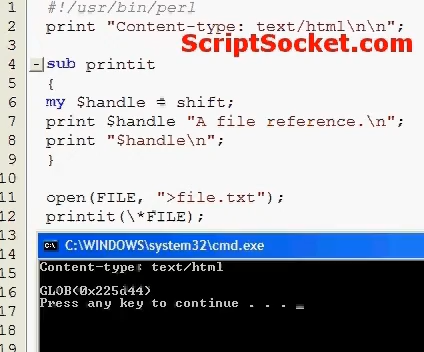 1 #!/usr/bin/perl
2 print "Content-type: text/html\n\n";
ScriptSocket.com
3
4 sub printit
5 {
6 my $handle = shift;
7 print $handle "A file reference.\n";
8 print "$handle\n";
9 }
10
11 open(FILE, ">file.txt");
12 printit(\*FILE);
13
14 C:\WINDOWS\system32\cmd.exe
15 Content-type: text/html
16 GLOB(0x225d44)
17 Press any key to continue . . . _
18
19